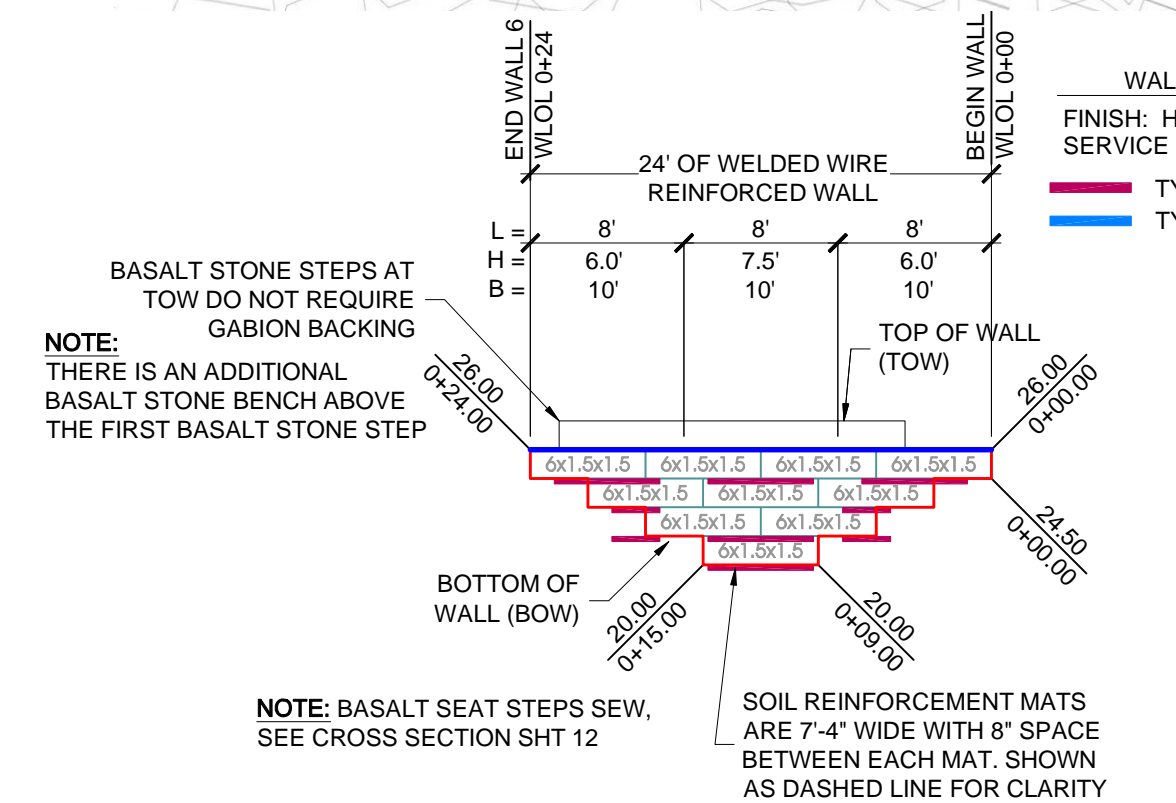 END WALL 6
WLOL 0+24
BEGIN WALL
WLOL 0+00
WAL
FINISH: H
SERVICE
TY
TY
24' OF WELDED WIRE
REINFORCED WALL
L = 8' 8' 8'
H = 6.0' 7.5' 6.0'
B = 10' 10' 10'
BASALT STONE STEPS AT
TOW DO NOT REQUIRE
GABION BACKING
NOTE:
THERE IS AN ADDITIONAL
BASALT STONE BENCH ABOVE
THE FIRST BASALT STONE STEP
TOP OF WALL
(TOW)
26.00
0+24.00
26.00
0+00.00
6x1.5x1.5 6x1.5x1.5 6x1.5x1.5 6x1.5x1.5
6x1.5x1.5 6x1.5x1.5 6x1.5x1.5
6x1.5x1.5 6x1.5x1.5
6x1.5x1.5
24.50
0+00.00
BOTTOM OF
WALL (BOW)
20.00
0+15.00
20.00
0+09.00
NOTE: BASALT SEAT STEPS SEW,
SEE CROSS SECTION SHT 12
SOIL REINFORCEMENT MATS
ARE 7'-4" WIDE WITH 8" SPACE
BETWEEN EACH MAT. SHOWN
AS DASHED LINE FOR CLARITY